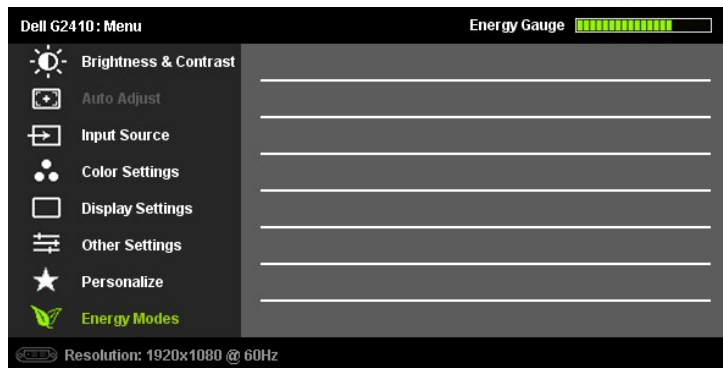 Dell G2410: Menu
Energy Gauge
Brightness & Contrast
Auto Adjust
Input Source
Color Settings
Display Settings
Other Settings
Personalize
Energy Modes
Resolution: 1920x1080 @ 60Hz